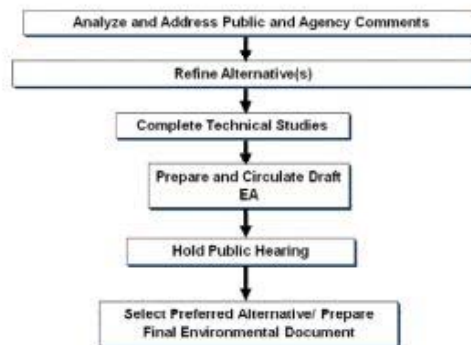 Analyze and Address Public and Agency Comments
Refine Alternative(s)
Complete Technical Studies
Prepare and Circulate Draft
EA
Hold Public Hearing
Select Preferred Alternative/ Prepare
Final Environmental Document